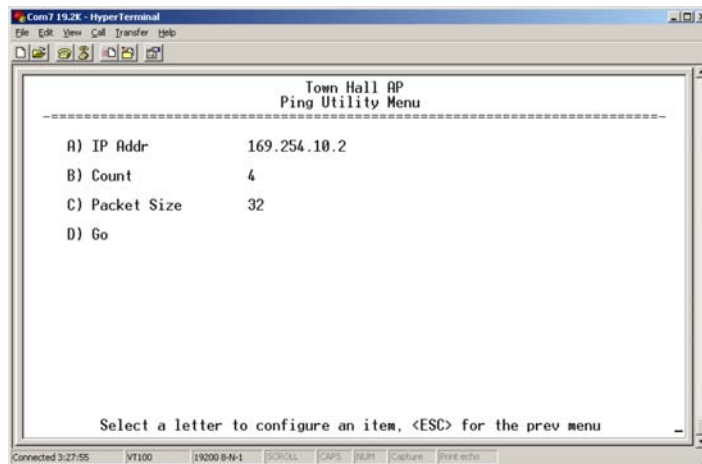 Com7 19.2K - HyperTerminal
File Edit View Call Transfer Help
Town Hall AP
Ping Utility Menu
-==========================================================================-
A) IP Addr 169.254.10.2
B) Count 4
C) Packet Size 32
D) Go
Select a letter to configure an item, <ESC> for the prev menu
Connected 3:27:55 VT100 19200 8-N-1 SCROLL CAPS NUM Capture Print echo